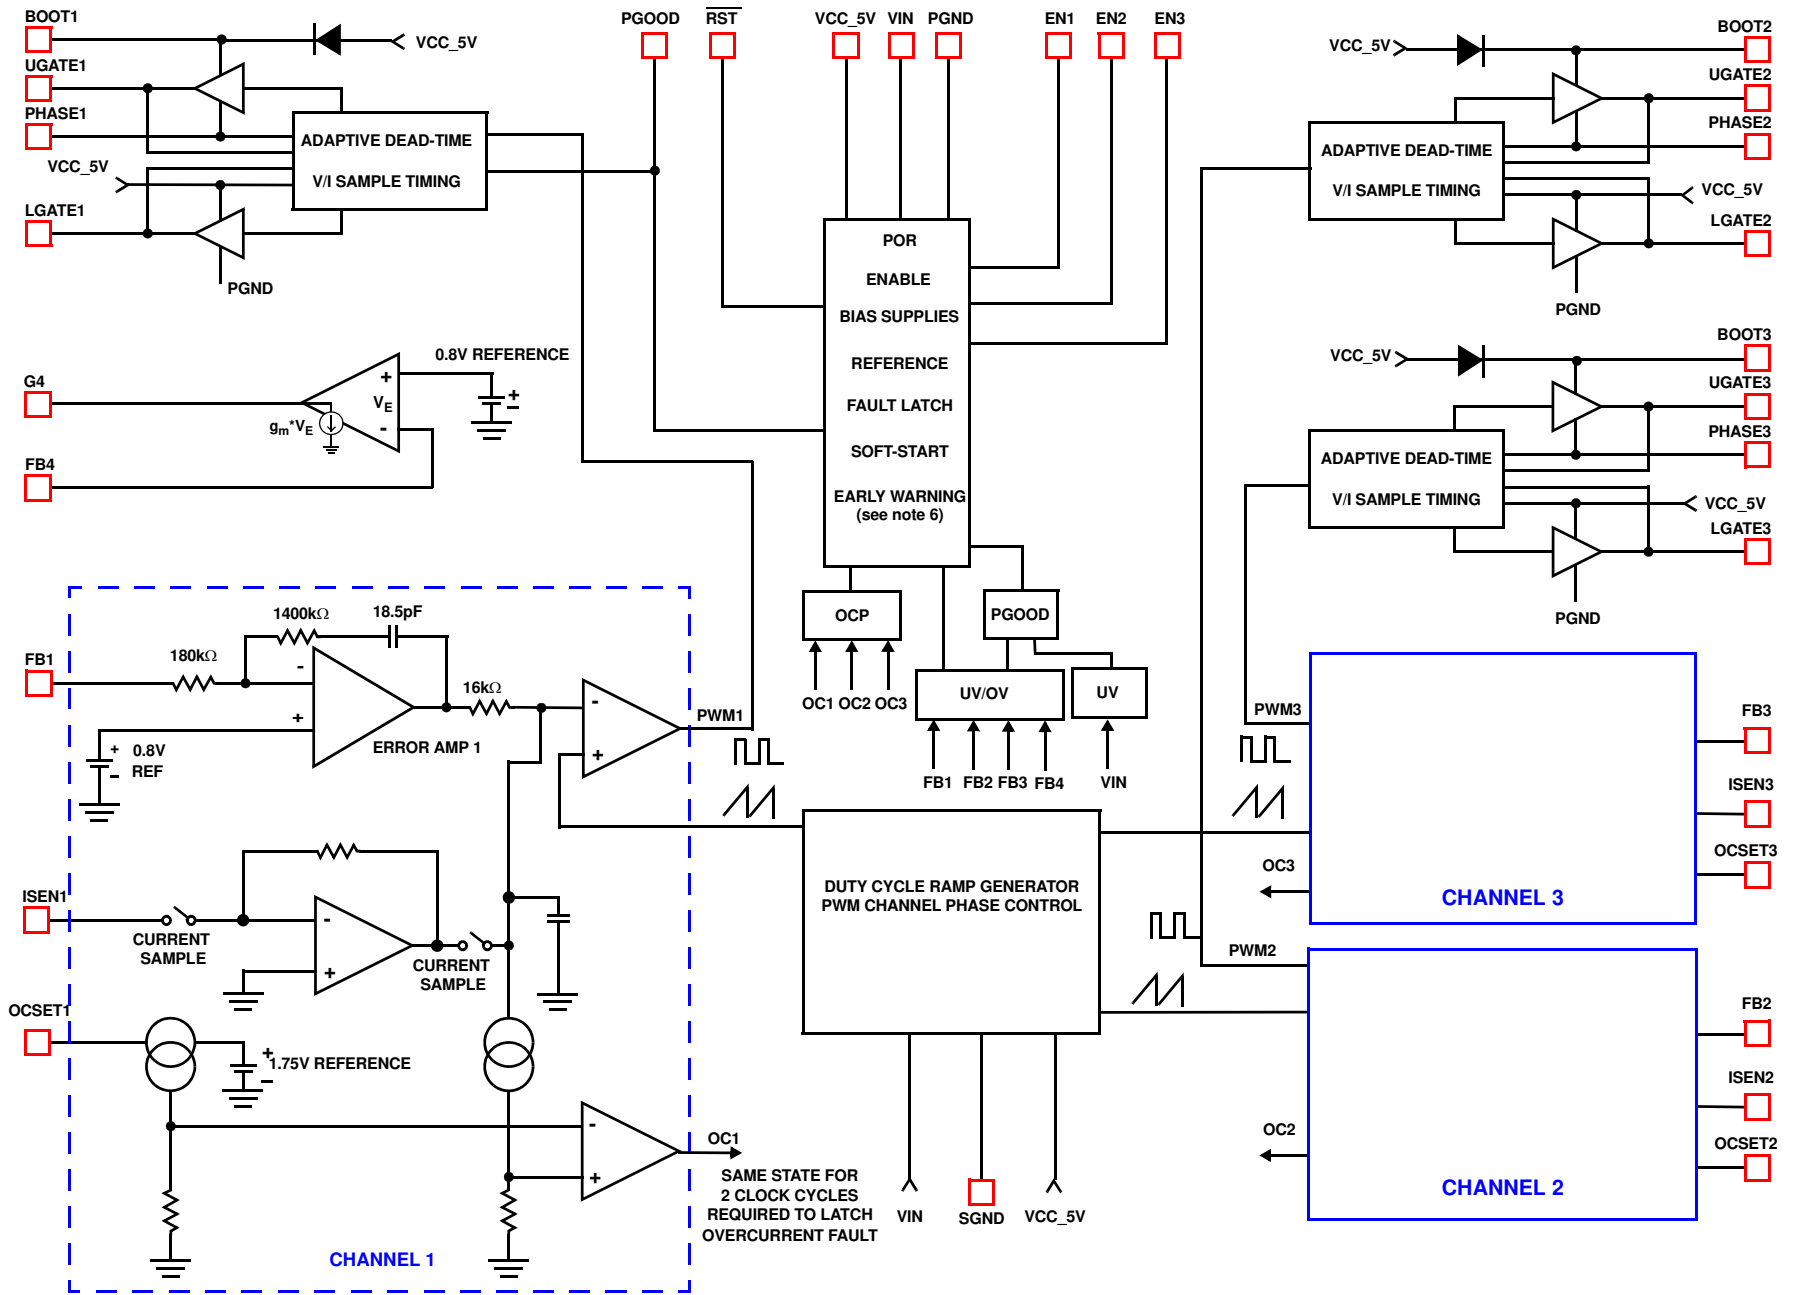 BOOT1
VCC_5V
UGATE1
PHASE1
VCC_5V
LGATE1
PGND
ADAPTIVE DEAD-TIME
V/I SAMPLE TIMING
PGOOD
RST
VCC_5V
VIN
PGND
EN1
EN2
EN3
POR
ENABLE
BIAS SUPPLIES
REFERENCE
FAULT LATCH
SOFT-START
EARLY WARNING
(see note 6)
VCC_5V
BOOT2
UGATE2
PHASE2
ADAPTIVE DEAD-TIME
V/I SAMPLE TIMING
VCC_5V
LGATE2
PGND
VCC_5V
BOOT3
UGATE3
PHASE3
ADAPTIVE DEAD-TIME
V/I SAMPLE TIMING
VCC_5V
LGATE3
PGND
G4
0.8V REFERENCE
+
VE
-
gm*VE
+
-
FB4
OCP
OC1 OC2 OC3
PGOOD
UV/OV
UV
FB1 FB2 FB3 FB4
VIN
1400kΩ
18.5pF
FB1
180kΩ
-
+
16kΩ
ERROR AMP 1
+
-
0.8V
REF
-
+
PWM1
ISEN1
CURRENT
SAMPLE
-
+
CURRENT
SAMPLE
OCSET1
+
-
1.75V REFERENCE
-
+
OC1
SAME STATE FOR
2 CLOCK CYCLES
REQUIRED TO LATCH
OVERCURRENT FAULT
CHANNEL 1
DUTY CYCLE RAMP GENERATOR
PWM CHANNEL PHASE CONTROL
VIN
SGND
VCC_5V
PWM3
OC3
CHANNEL 3
FB3
ISEN3
OCSET3
PWM2
OC2
CHANNEL 2
FB2
ISEN2
OCSET2